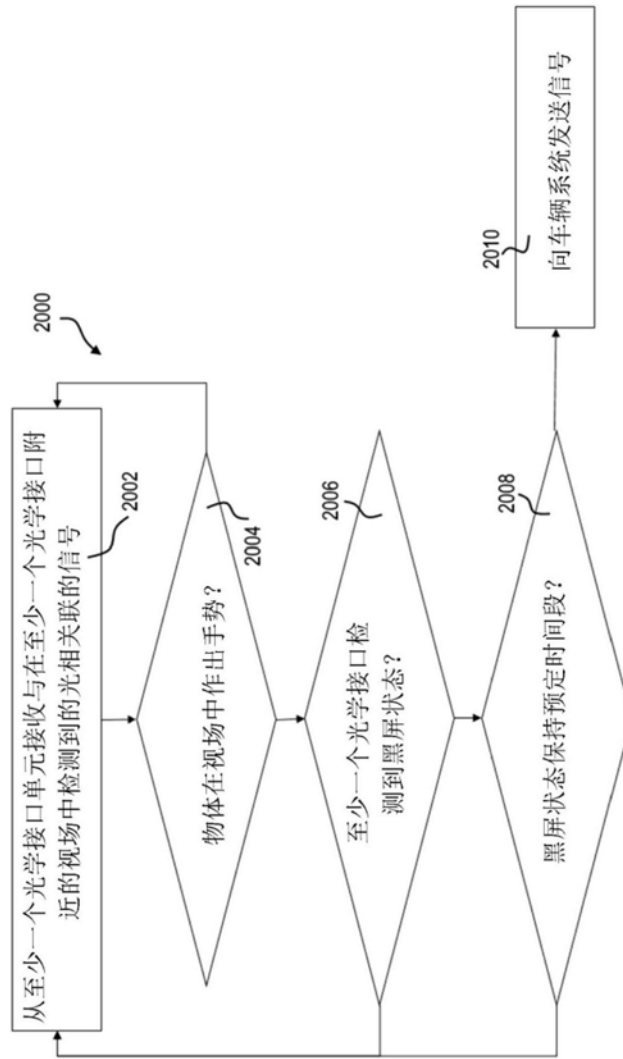 2000
从至少一个光学接口单元接收与在至少一个光学接口附
近的视场中检测到的光相关联的信号
2002
物体在视场中作出手势？
2004
至少一个光学接口检
测到黑屏状态？
2006
黑屏状态保持预定时间段？
2008
向车辆系统发送信号
2010